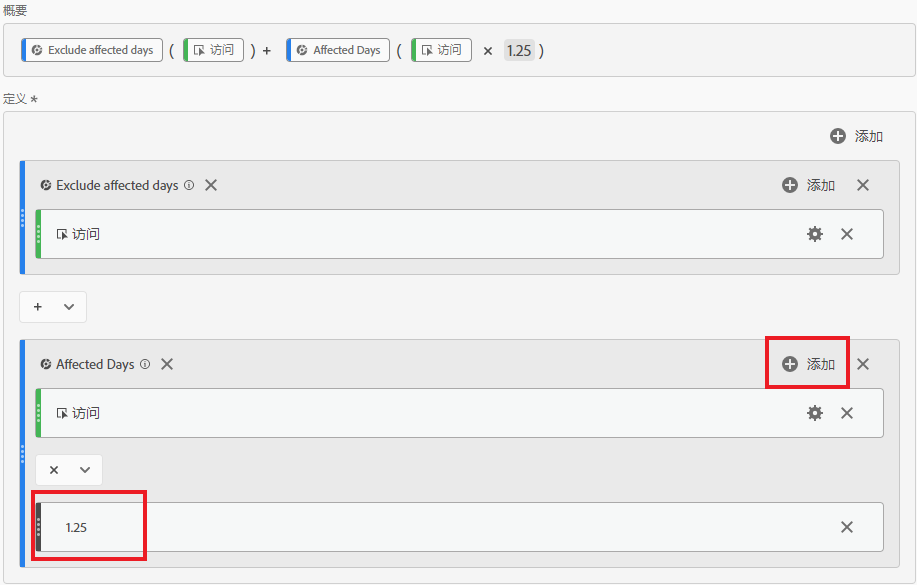 概要
Exclude affected days ( 访问 ) + Affected Days ( 访问 × 1.25 )
定义 *
添加
Exclude affected days 添加
访问
+
Affected Days 添加
访问
×
1.25